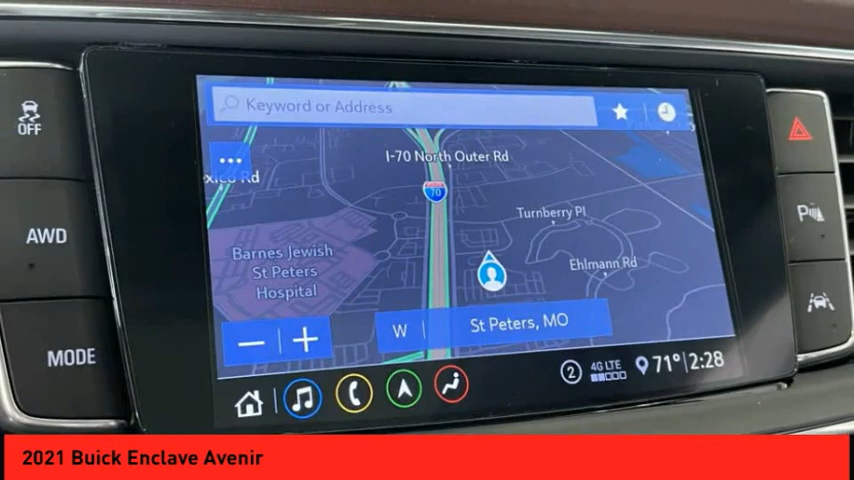 OFF
AWD
MODE
Keyword or Address
I-70 North Outer Rd
exico Rd
70
Turnberry Pl
Barnes Jewish
St Peters
Hospital
Ehlmann Rd
W
St Peters, MO
2
4G LTE
71° 2:28
P
2021 Buick Enclave Avenir